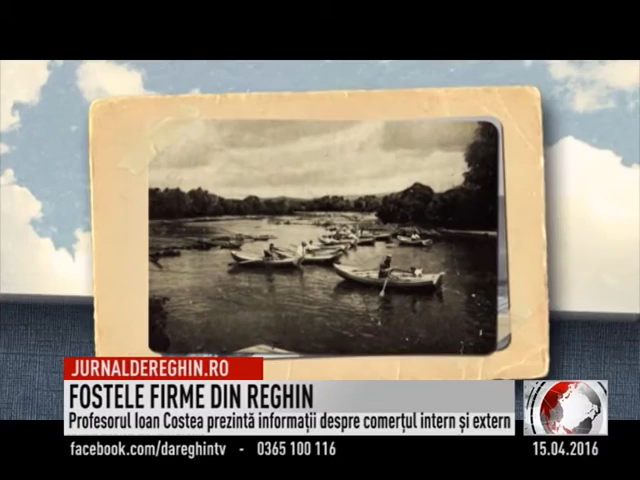 JURNALDEREGHIN.RO
FOSTELE FIRME DIN REGHIN
Profesorul Ioan Costea prezintă informații despre comerțul intern și extern
facebook.com/dareghintv - 0365 100 116
15.04.2016